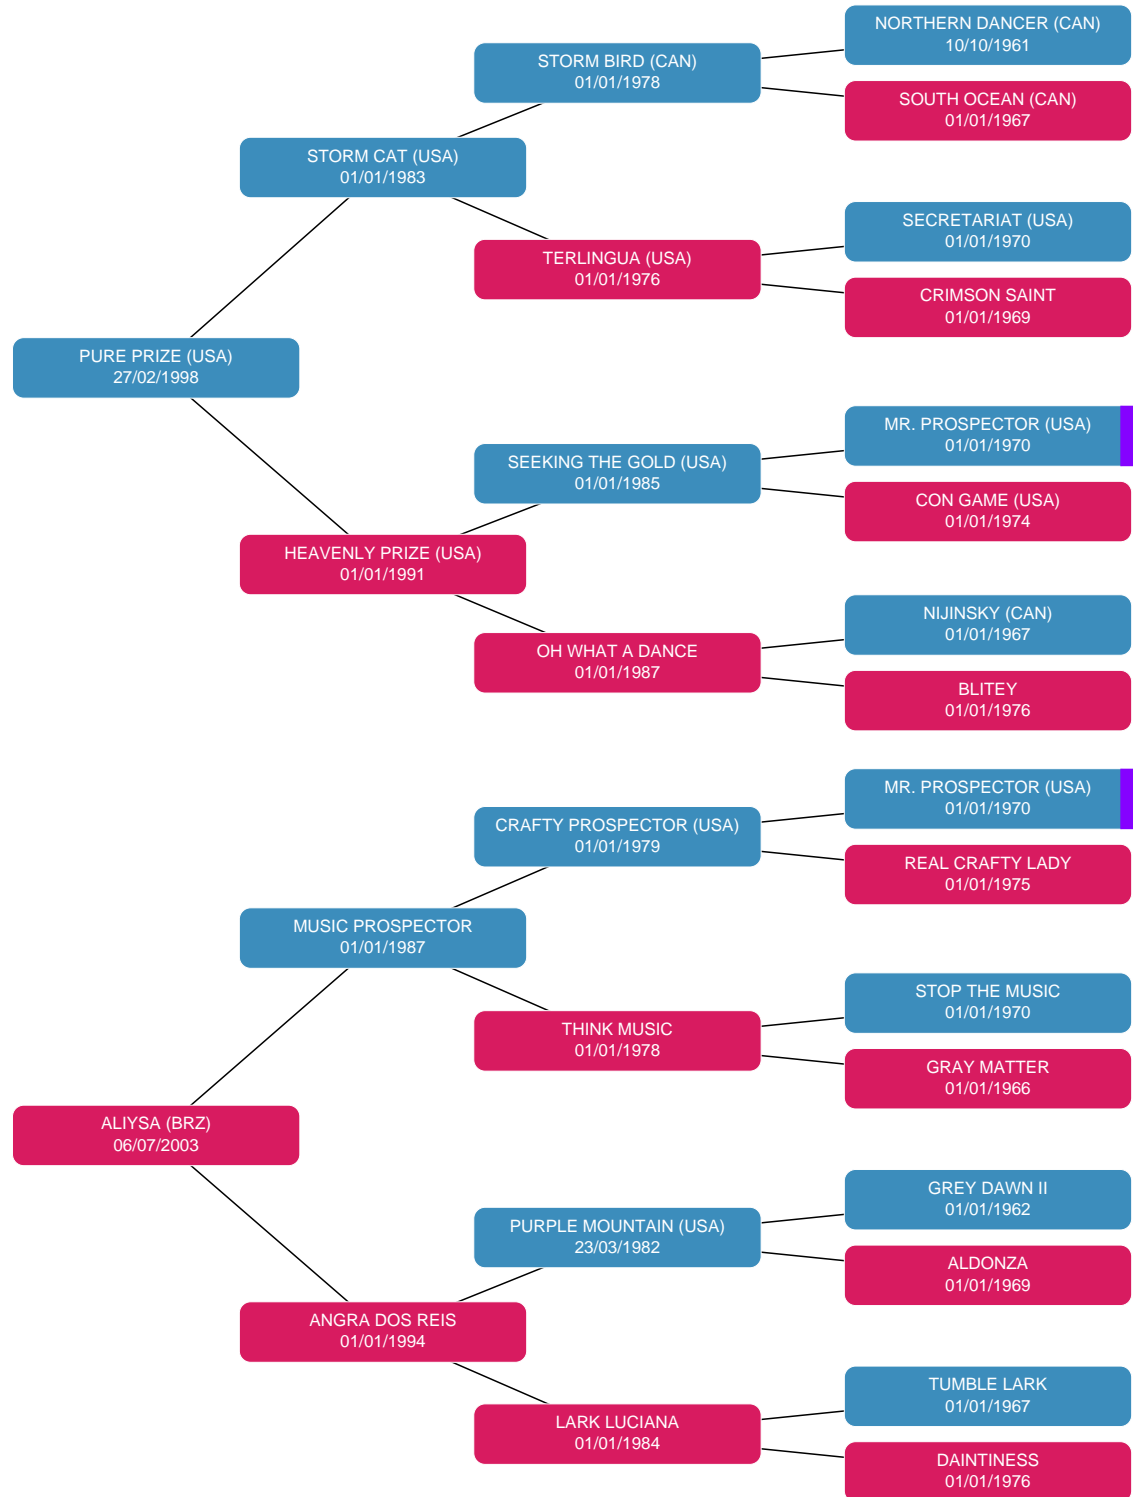 NORTHERN DANCER (CAN)
10/10/1961
STORM BIRD (CAN)
01/01/1978
SOUTH OCEAN (CAN)
01/01/1967
STORM CAT (USA)
01/01/1983
SECRETARIAT (USA)
01/01/1970
TERLINGUA (USA)
01/01/1976
CRIMSON SAINT
01/01/1969
PURE PRIZE (USA)
27/02/1998
MR. PROSPECTOR (USA)
01/01/1970
SEEKING THE GOLD (USA)
01/01/1985
CON GAME (USA)
01/01/1974
HEAVENLY PRIZE (USA)
01/01/1991
NIJINSKY (CAN)
01/01/1967
OH WHAT A DANCE
01/01/1987
BLITEY
01/01/1976
MR. PROSPECTOR (USA)
01/01/1970
CRAFTY PROSPECTOR (USA)
01/01/1979
REAL CRAFTY LADY
01/01/1975
MUSIC PROSPECTOR
01/01/1987
STOP THE MUSIC
01/01/1970
THINK MUSIC
01/01/1978
GRAY MATTER
01/01/1966
ALIYSA (BRZ)
06/07/2003
GREY DAWN II
01/01/1962
PURPLE MOUNTAIN (USA)
23/03/1982
ALDONZA
01/01/1969
ANGRA DOS REIS
01/01/1994
TUMBLE LARK
01/01/1967
LARK LUCIANA
01/01/1984
DAINTINESS
01/01/1976